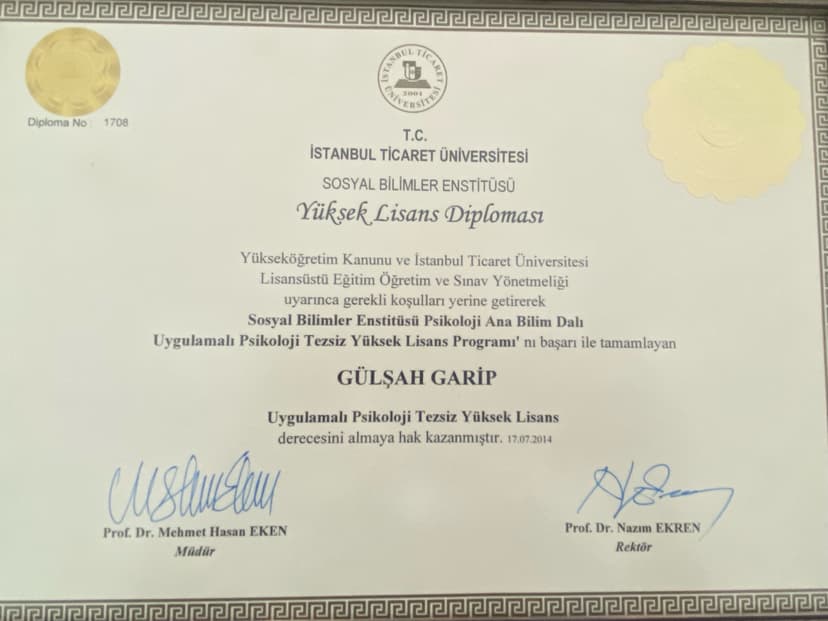 Diploma No : 1708
İSTANBUL TİCARET ÜNİVERSİTESİ
2001
T.C.
İSTANBUL TİCARET ÜNİVERSİTESİ
SOSYAL BİLİMLER ENSTİTÜSÜ
Yüksek Lisans Diploması
Yükseköğretim Kanunu ve İstanbul Ticaret Üniversitesi
Lisansüstü Eğitim Öğretim ve Sınav Yönetmeliği
uyarınca gerekli koşulları yerine getirerek
Sosyal Bilimler Enstitüsü Psikoloji Ana Bilim Dalı
Uygulamalı Psikoloji Tezsiz Yüksek Lisans Programı' nı başarı ile tamamlayan
GÜLŞAH GARİP
Uygulamalı Psikoloji Tezsiz Yüksek Lisans
derecesini almaya hak kazanmıştır. 17.07.2014
Prof. Dr. Mehmet Hasan EKEN
Müdür
Prof. Dr. Nazım EKREN
Rektör